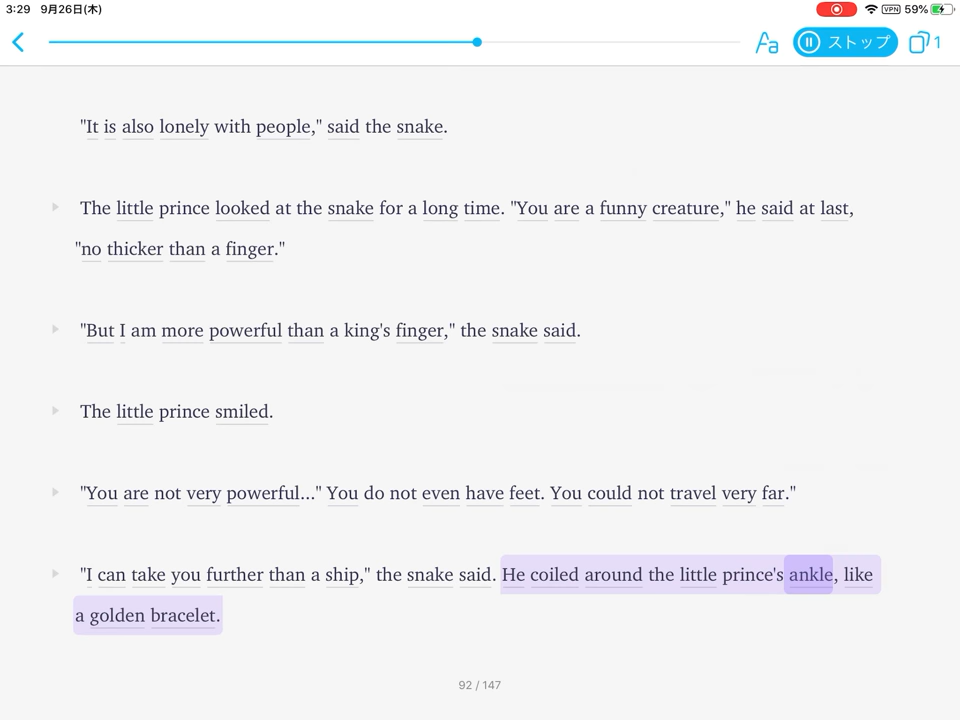 3:29 9月26日(木) VPN 59%
ストップ 1
"It is also lonely with people," said the snake.
The little prince looked at the snake for a long time. "You are a funny creature," he said at last,
"no thicker than a finger."
"But I am more powerful than a king's finger," the snake said.
The little prince smiled.
"You are not very powerful..." You do not even have feet. You could not travel very far."
"I can take you further than a ship," the snake said. He coiled around the little prince's ankle, like
a golden bracelet.
92 / 147